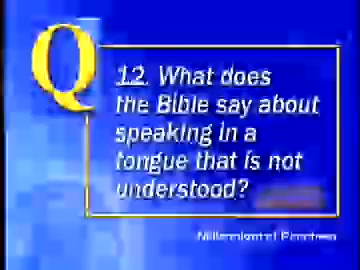 Q
12. What does
the Bible say about
speaking in a
tongue that is not
understood?